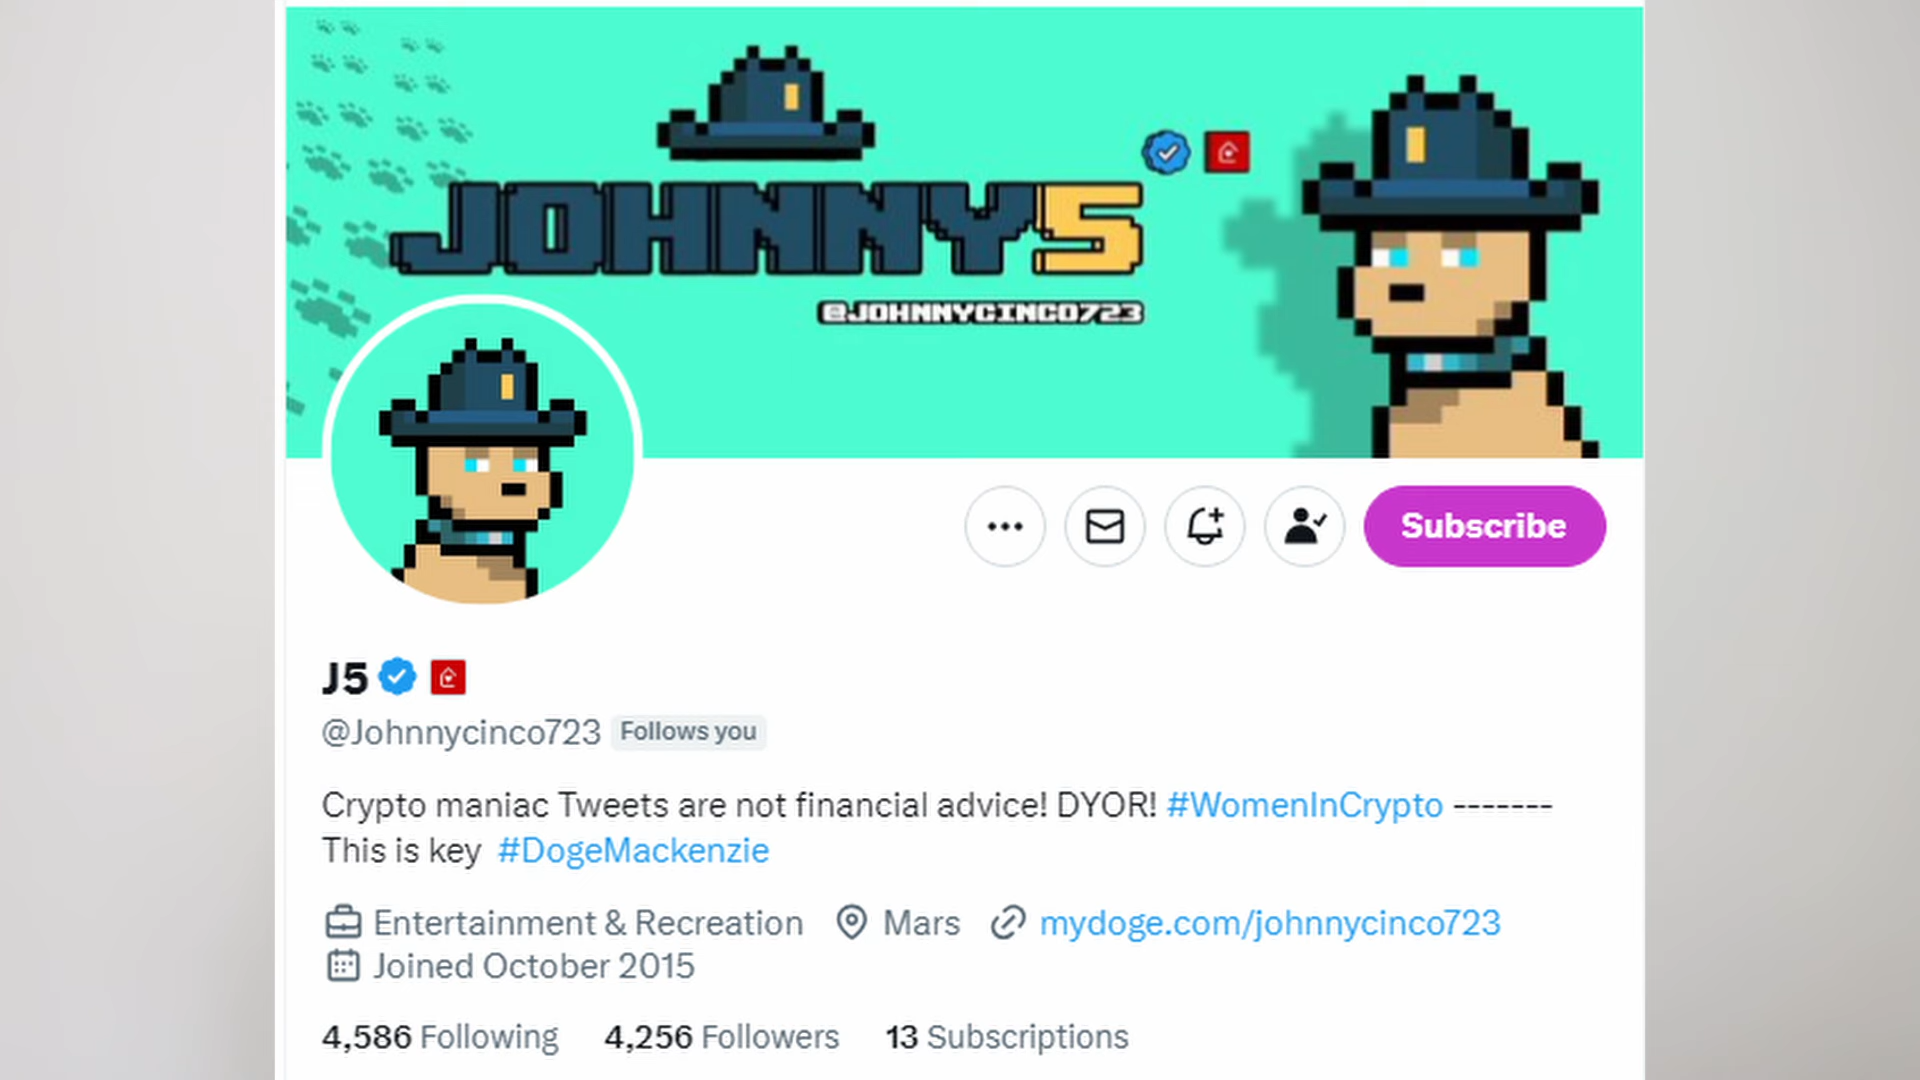 JOHNNY5
@JOHNNYCINCO723
Subscribe
J5
@Johnnycinco723 Follows you
Crypto maniac Tweets are not financial advice! DYOR! #WomenInCrypto -------
This is key #DogeMackenzie
Entertainment & Recreation Mars mydoge.com/johnnycinco723
Joined October 2015
4,586 Following 4,256 Followers 13 Subscriptions